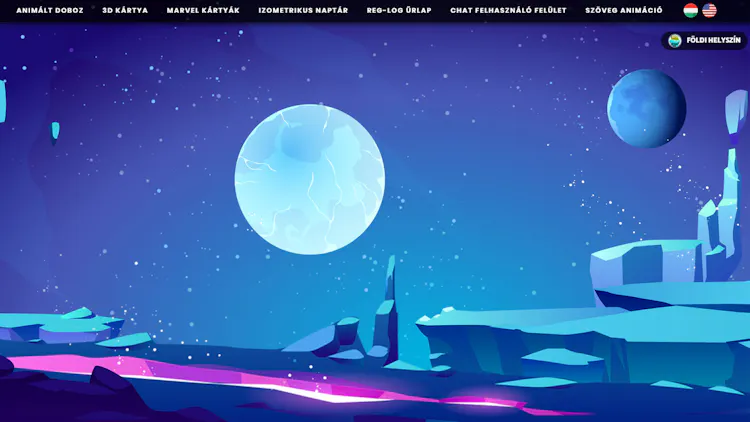 ANIMÁLT DOBOZ 3D KÁRTYA MARVEL KÁRTYÁK IZOMETRIKUS NAPTÁR REG-LOG ŰRLAP CHAT FELHASZNÁLÓ FELÜLET SZÖVEG ANIMÁCIÓ
FÖLDI HELYSZÍN